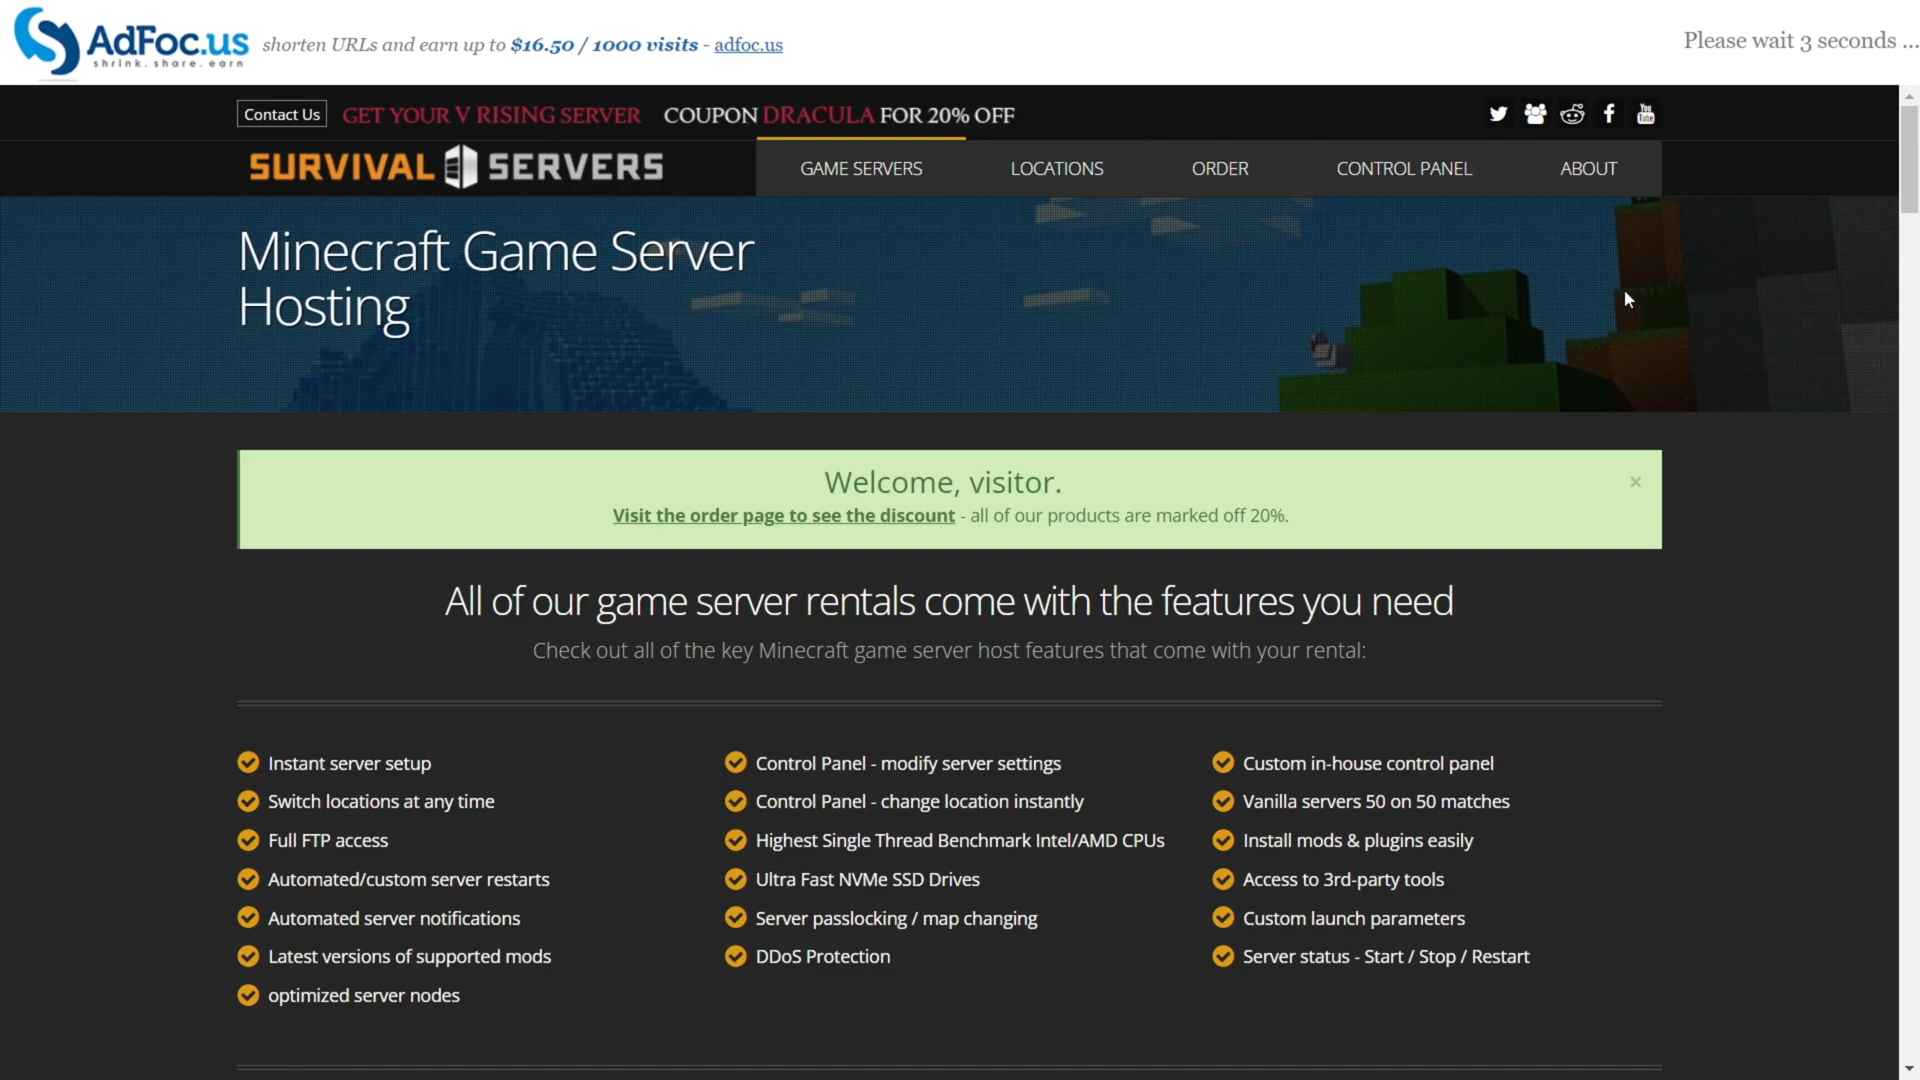 AdFoc.us
shrink. share. earn
shorten URLs and earn up to $16.50 / 1000 visits - adfoc.us
Please wait 3 seconds ...
Contact Us
GET YOUR V RISING SERVER COUPON DRACULA FOR 20% OFF
You Tube
SURVIVAL SERVERS
GAME SERVERS
LOCATIONS
ORDER
CONTROL PANEL
ABOUT
Minecraft Game Server
Hosting
Welcome, visitor.
×
Visit the order page to see the discount - all of our products are marked off 20%.
All of our game server rentals come with the features you need
Check out all of the key Minecraft game server host features that come with your rental:
Instant server setup
Switch locations at any time
Full FTP access
Automated/custom server restarts
Automated server notifications
Latest versions of supported mods
optimized server nodes
Control Panel - modify server settings
Control Panel - change location instantly
Highest Single Thread Benchmark Intel/AMD CPUs
Ultra Fast NVMe SSD Drives
Server passlocking / map changing
DDoS Protection
Custom in-house control panel
Vanilla servers 50 on 50 matches
Install mods & plugins easily
Access to 3rd-party tools
Custom launch parameters
Server status - Start / Stop / Restart